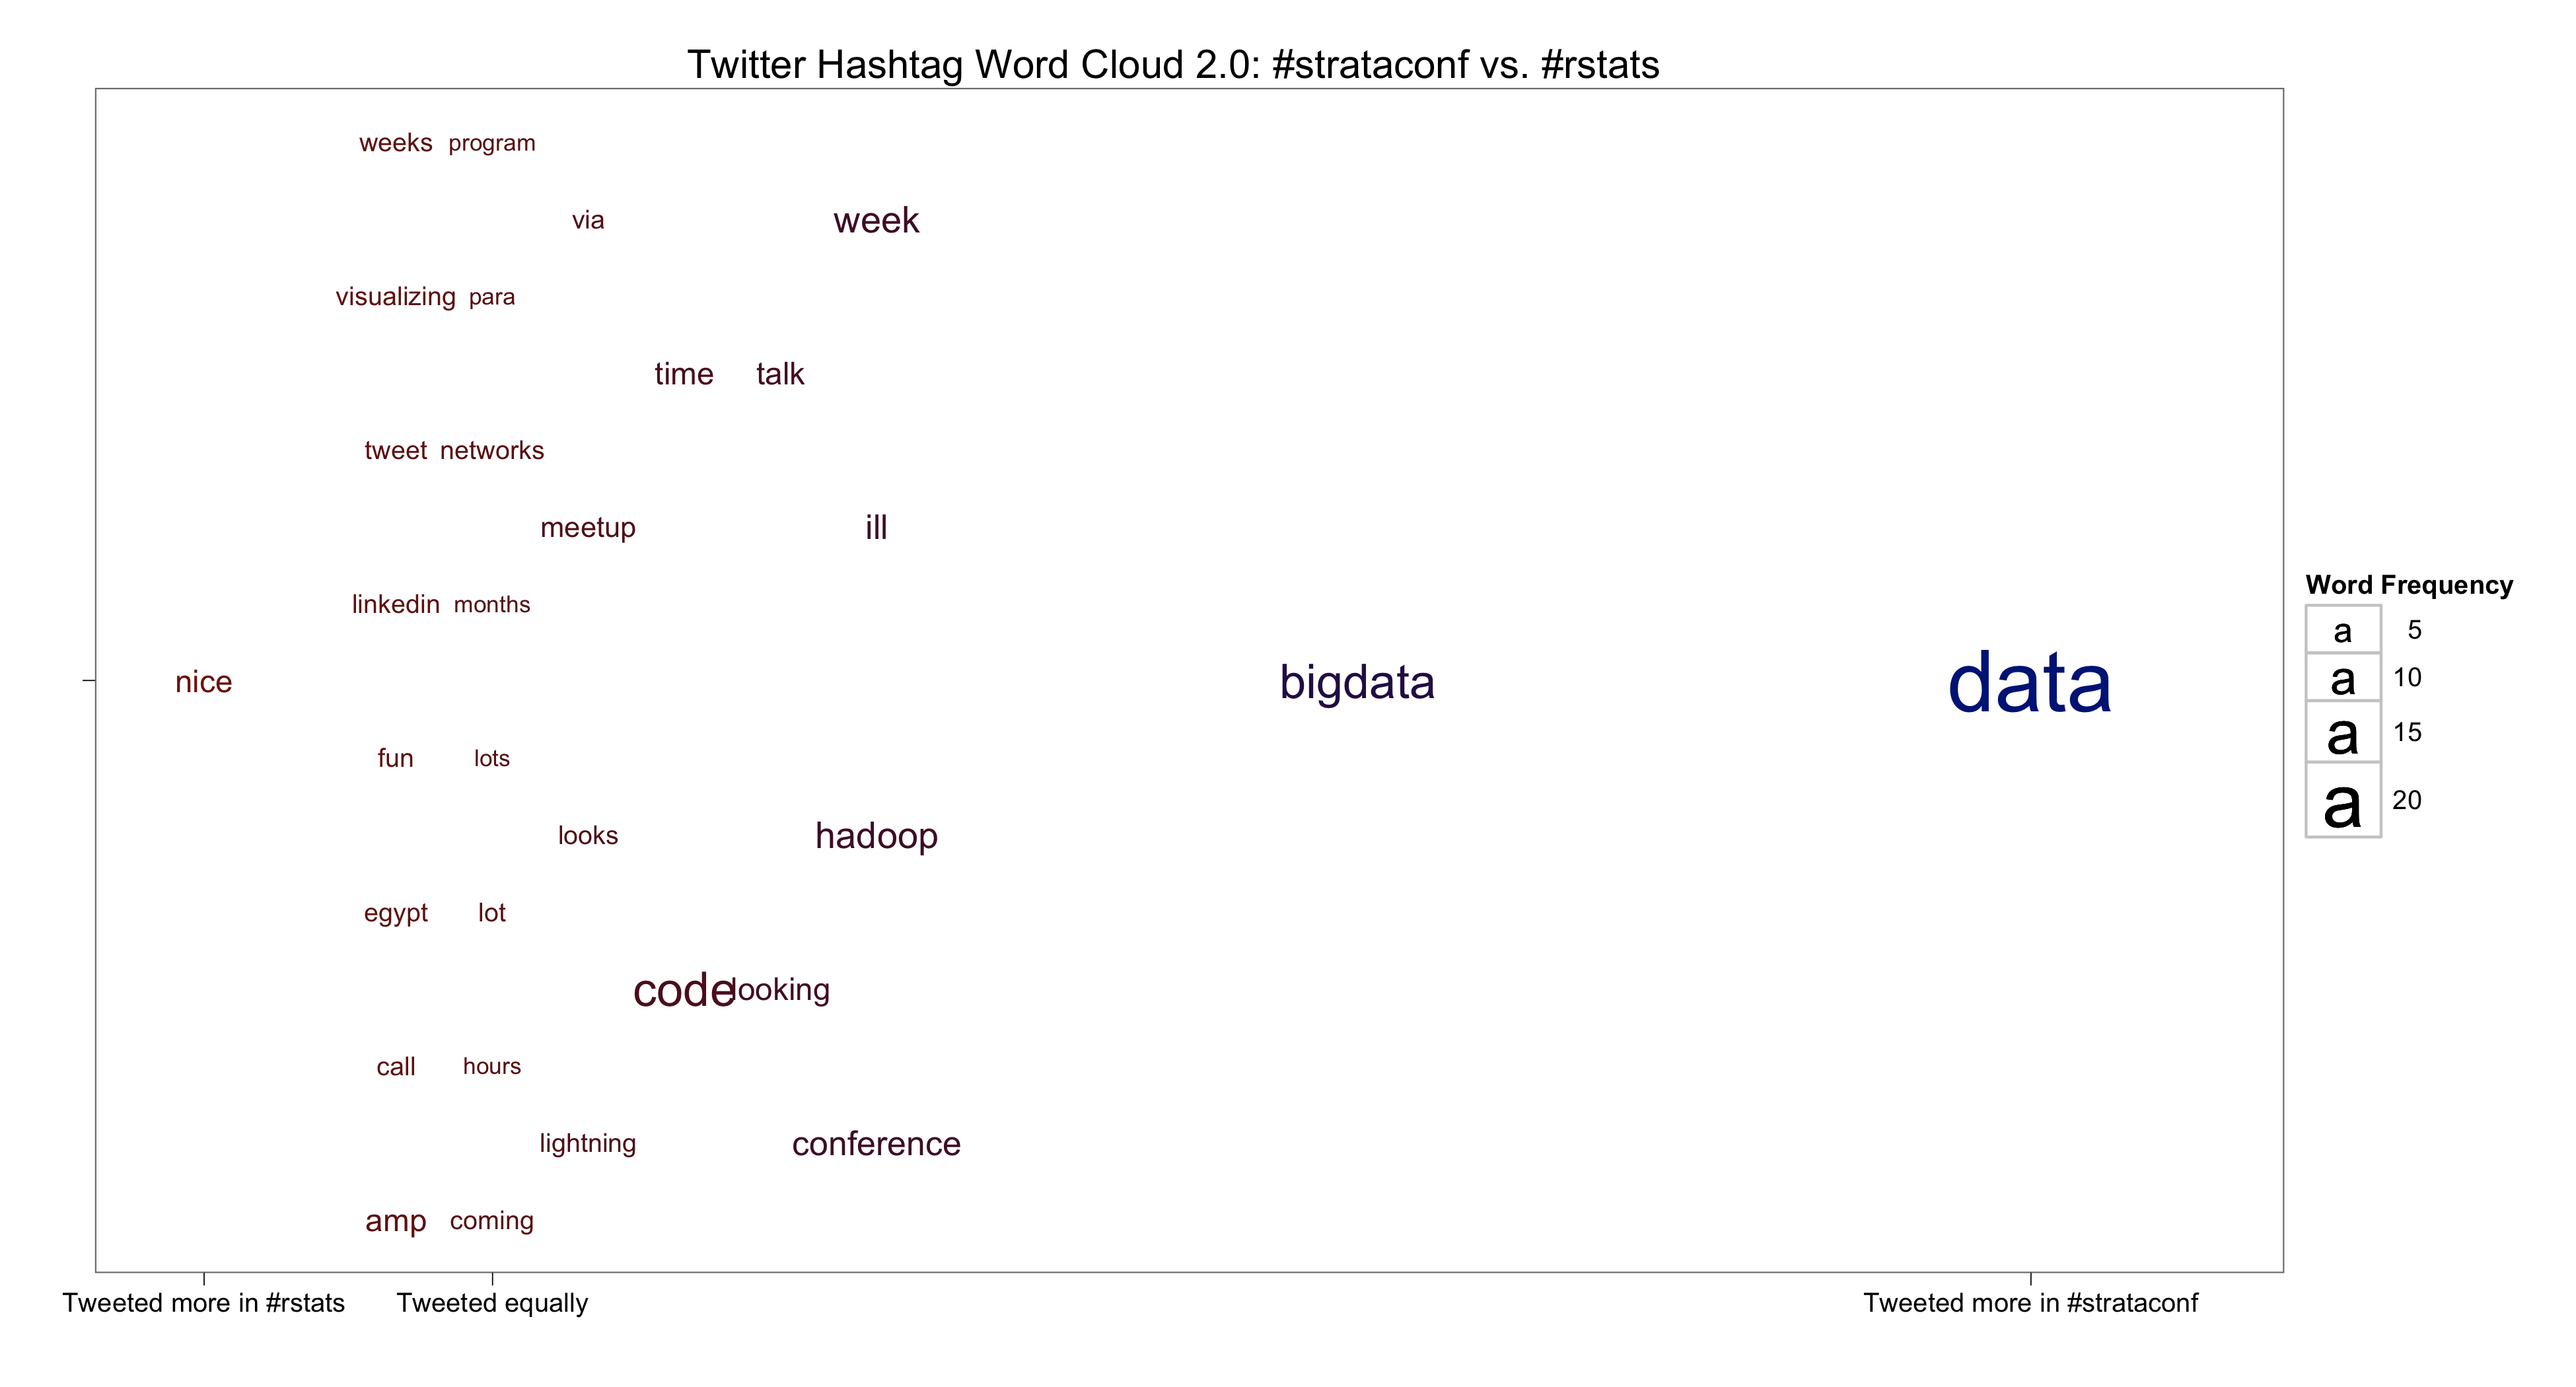 Twitter Hashtag Word Cloud 2.0: #strataconf vs. #rstats
weeks program
via week
visualizing para
time talk
tweet networks
meetup ill
linkedin months
nice bigdata data
fun lots
looks hadoop
egypt lot
code looking
call hours
lightning conference
amp coming
Tweeted more in #rstats Tweeted equally Tweeted more in #strataconf
Word Frequency
a 5
a 10
a 15
a 20